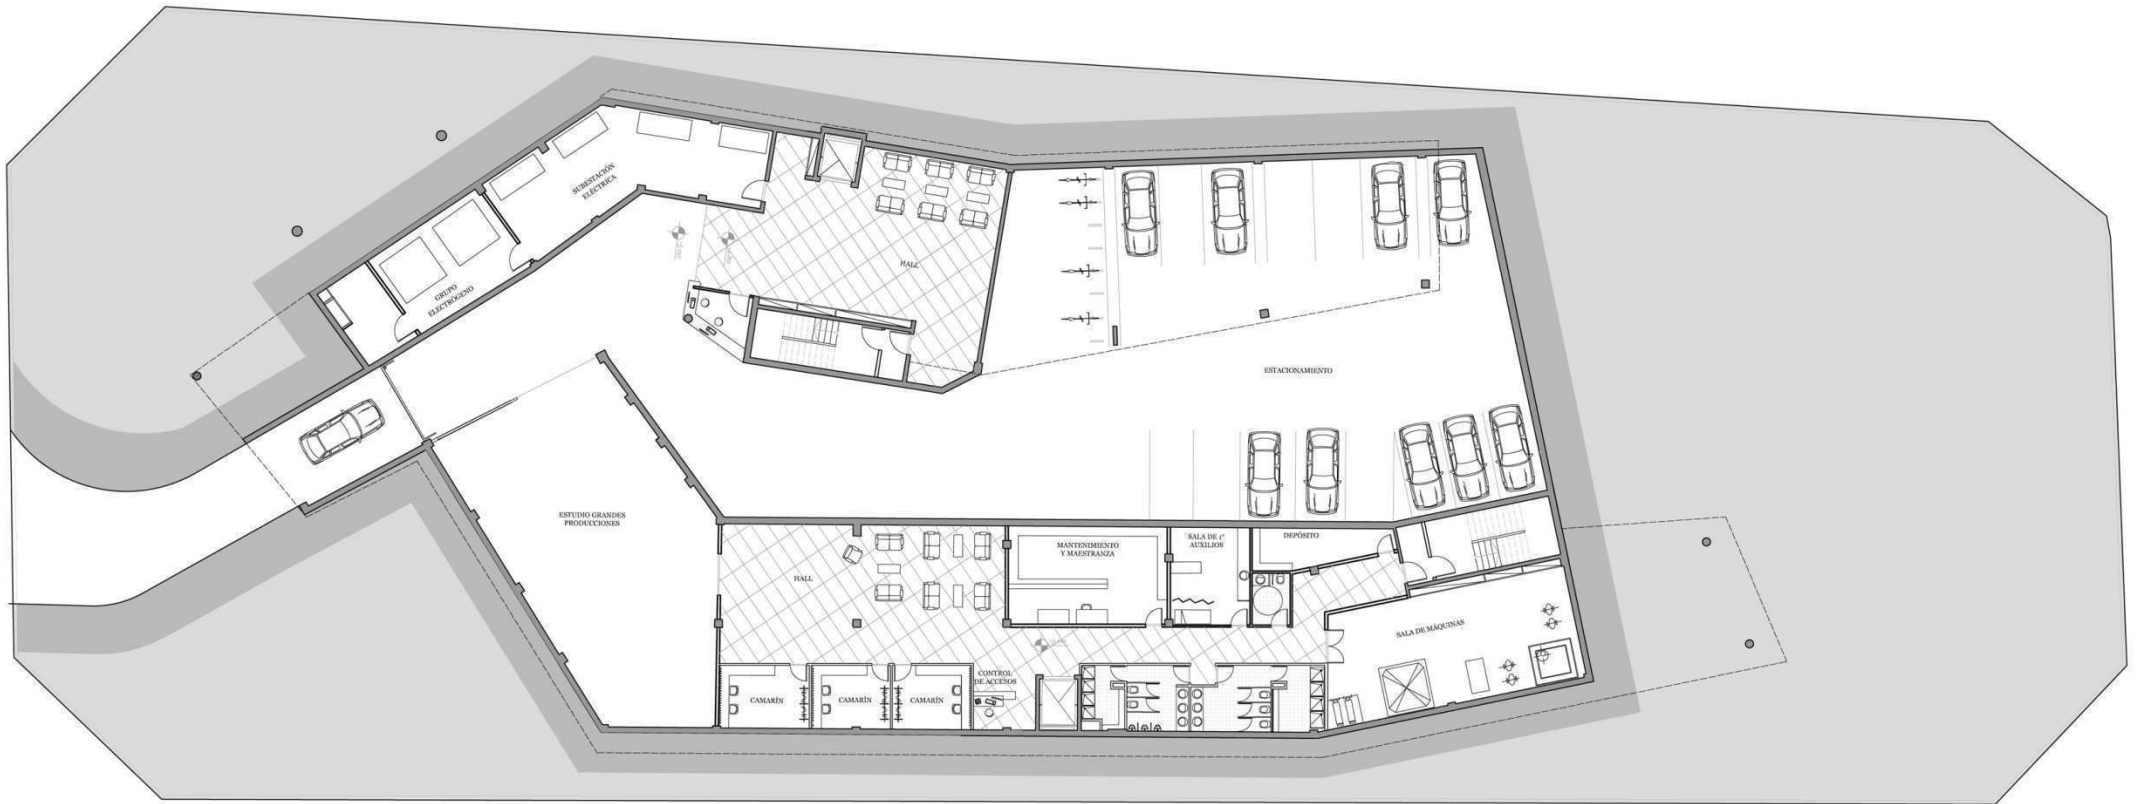 SUBESTACIÓN
ELÉCTRICA
GRUPO
ELECTRÓGENO
HALL
ESTACIONAMIENTO
ESTUDIO GRANDES
PRODUCCIONES
HALL
MANTENIMIENTO
Y MAESTRANZA
SALA DE 1º
AUXILIOS
DEPÓSITO
SALA DE MÁQUINAS
CONTROL
DE ACCESOS
CAMARÍN
CAMARÍN
CAMARÍN